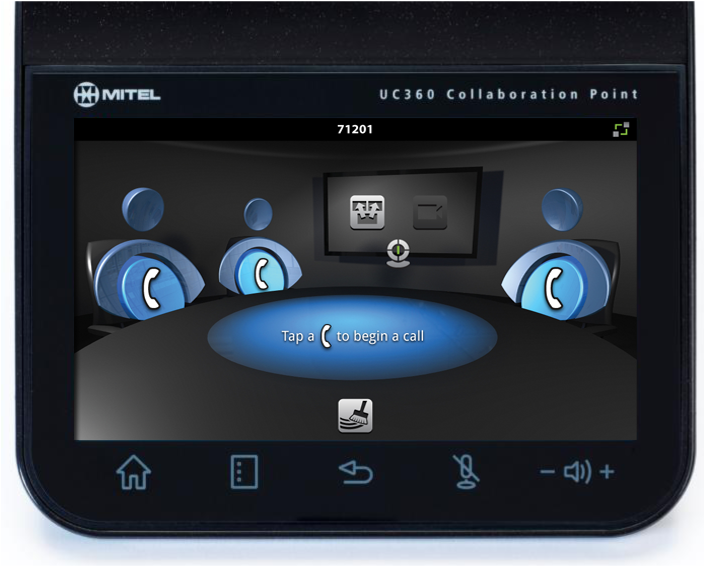 MITEL
UC360 Collaboration Point
71201
Tap a to begin a call